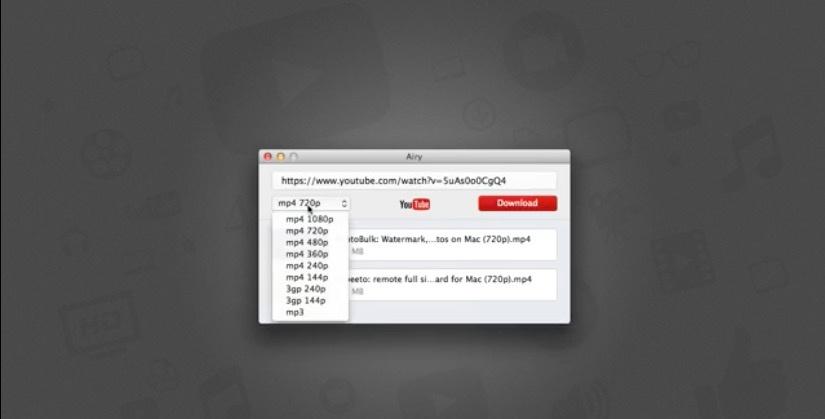 Airy
https://www.youtube.com/watch?v=5uAs0o0CgQ4
mp4 720p
YouTube
Download
mp4 1080p
mp4 720p
mp4 480p
mp4 360p
mp4 240p
mp4 144p
3gp 240p
3gp 144p
mp3
toBulk: Watermark,...tos on Mac (720p).mp4
MB
eeto: remote full si...ard for Mac (720p).mp4
MB
HD